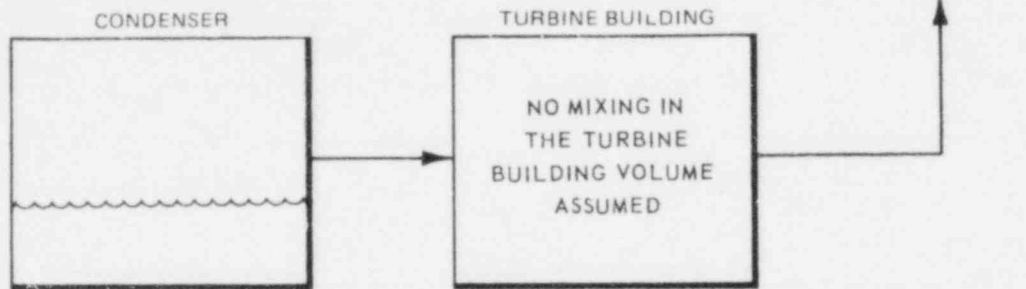 CONDENSER
TURBINE BUILDING
NO MIXING IN
THE TURBINE
BUILDING VOLUME
ASSUMED